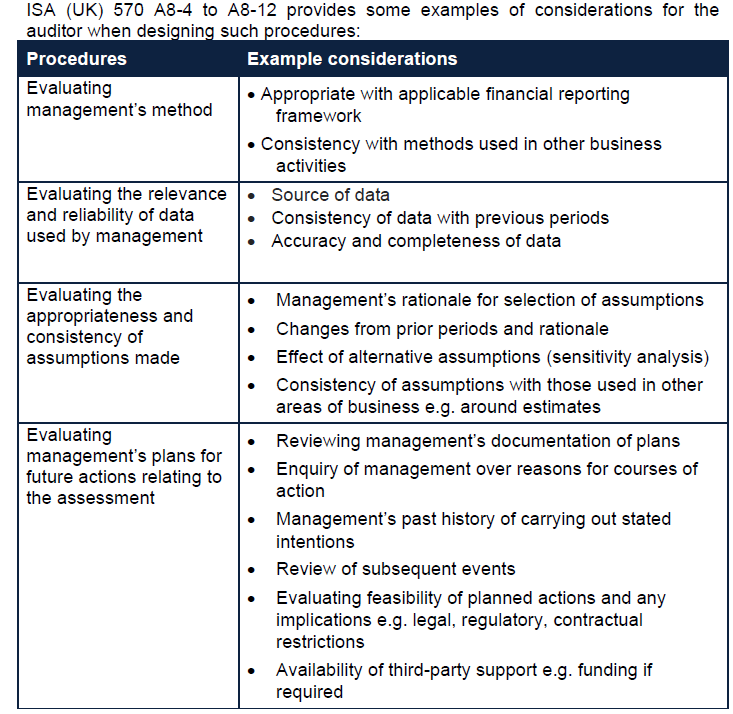 ISA (UK) 570 A8-4 to A8-12 provides some examples of considerations for the
auditor when designing such procedures:
Procedures
Example considerations
Evaluating
management's method
• Appropriate with applicable financial reporting
framework
• Consistency with methods used in other business
activities
Evaluating the relevance
and reliability of data
used by management
• Source of data
• Consistency of data with previous periods
• Accuracy and completeness of data
Evaluating the
appropriateness and
consistency of
assumptions made
• Management's rationale for selection of assumptions
• Changes from prior periods and rationale
• Effect of alternative assumptions (sensitivity analysis)
• Consistency of assumptions with those used in other
areas of business e.g. around estimates
Evaluating
management's plans for
future actions relating to
the assessment
• Reviewing management's documentation of plans
• Enquiry of management over reasons for courses of
action
• Management's past history of carrying out stated
intentions
• Review of subsequent events
• Evaluating feasibility of planned actions and any
implications e.g. legal, regulatory, contractual
restrictions
• Availability of third-party support e.g. funding if
required